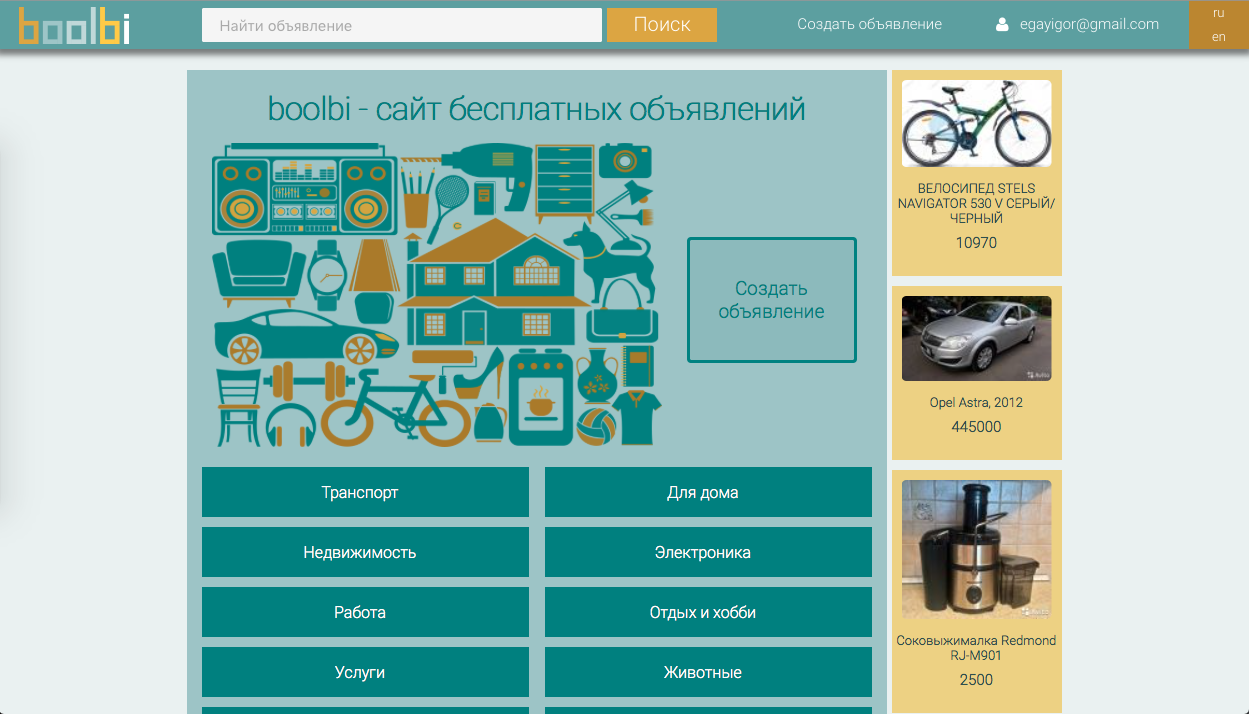 boolbi
Найти объявление
Поиск
Создать объявление
egayigor@gmail.com
ru
en
boolbi - сайт бесплатных объявлений
Создать
объявление
Транспорт
Для дома
Недвижимость
Электроника
Работа
Отдых и хобби
Услуги
Животные
ВЕЛОСИПЕД STELS
NAVIGATOR 530 V СЕРЫЙ/
ЧЕРНЫЙ
10970
Avito
Opel Astra, 2012
445000
Avito
Соковыжималка Redmond
RJ-M901
2500